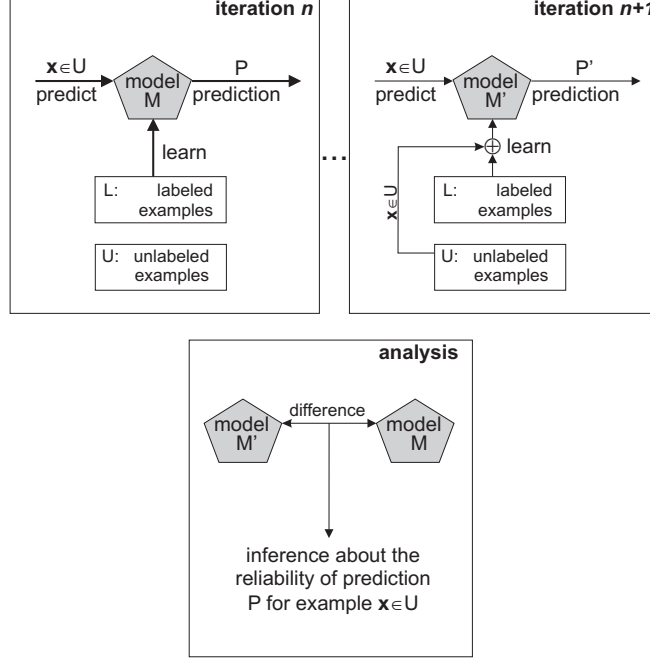 iteration n
x∈U
predict
model
M
P
prediction
learn
L: labeled
examples
U: unlabeled
examples
...
iteration n+1
x∈U
predict
model
M'
P'
prediction
⊕ learn
x∈U
L: labeled
examples
U: unlabeled
examples
analysis
model
M'
difference
model
M
inference about the
reliability of prediction
P for example x∈U